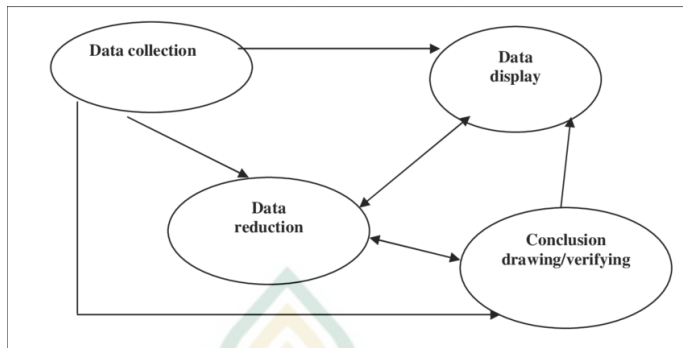 Data collection
Data
display
Data
reduction
Conclusion
drawing/verifying